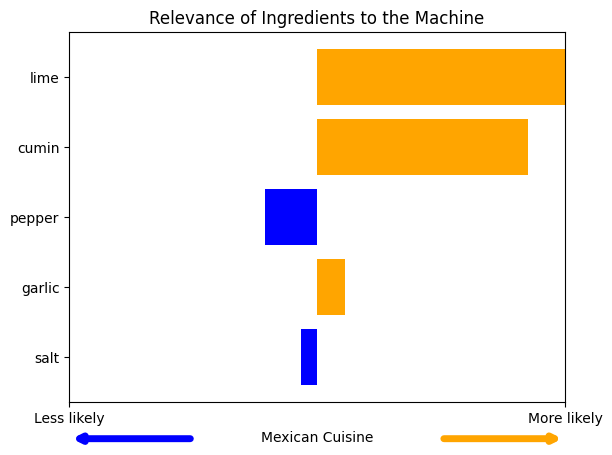 Relevance of Ingredients to the Machine
lime
cumin
pepper
garlic
salt
Less likely
More likely
Mexican Cuisine